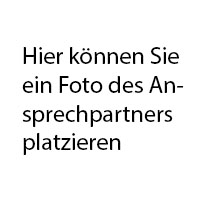 Hier können Sie
ein Foto des An-
sprechpartners
platzieren